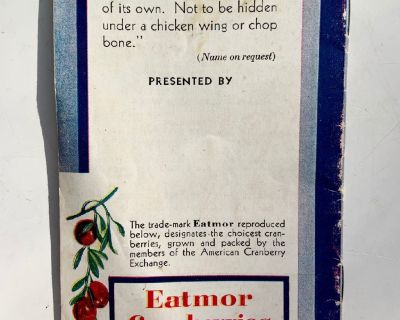 of its own. Not to be hidden
under a chicken wing or chop
bone."
(Name on request)
PRESENTED BY
The trade-mark Eatmor reproduced
below, designates the choicest cran-
berries, grown and packed by the
members of the American Cranberry
Exchange.
Eatmor
Cranberries